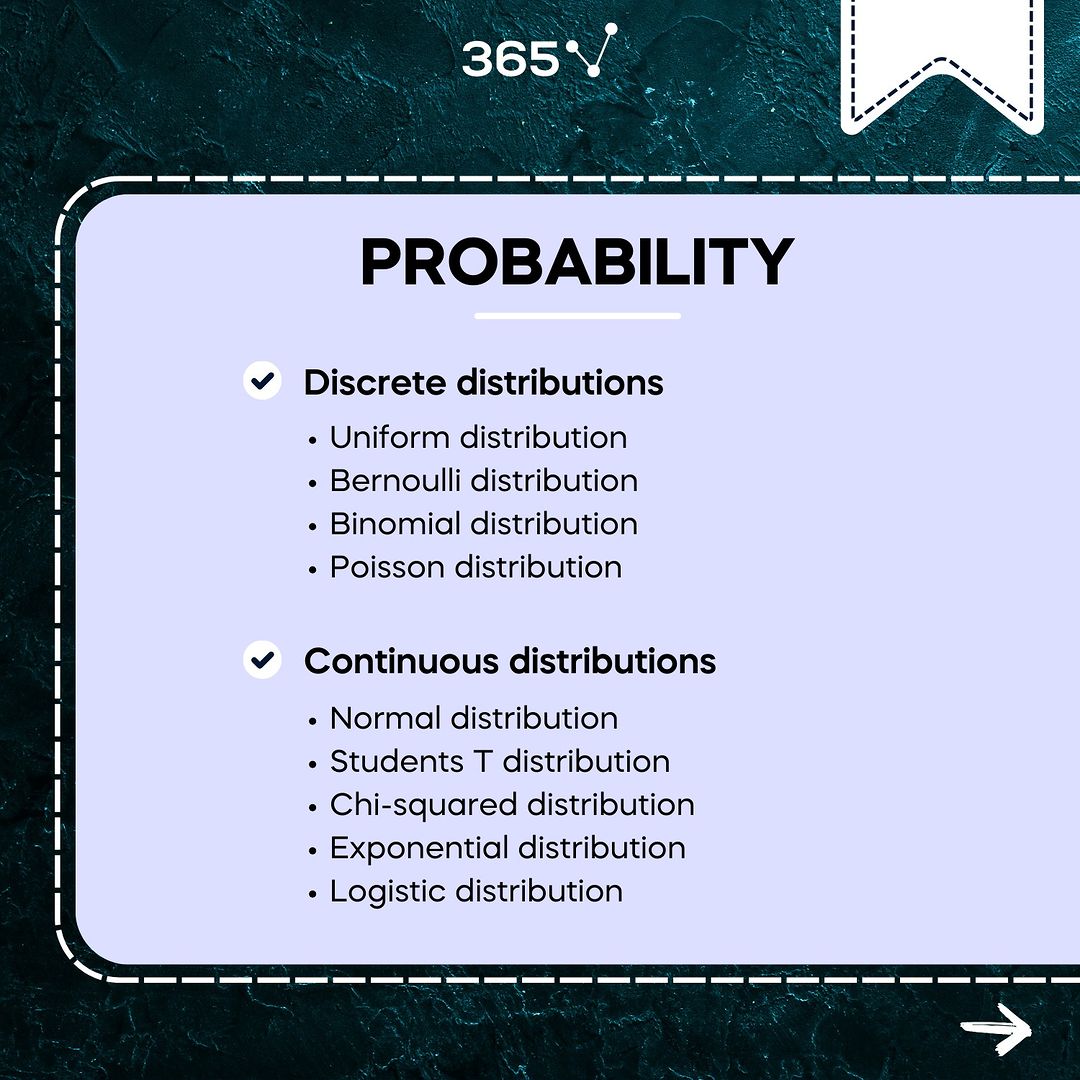 365
PROBABILITY
Discrete distributions
• Uniform distribution
• Bernoulli distribution
• Binomial distribution
• Poisson distribution
Continuous distributions
• Normal distribution
• Students T distribution
• Chi-squared distribution
• Exponential distribution
• Logistic distribution